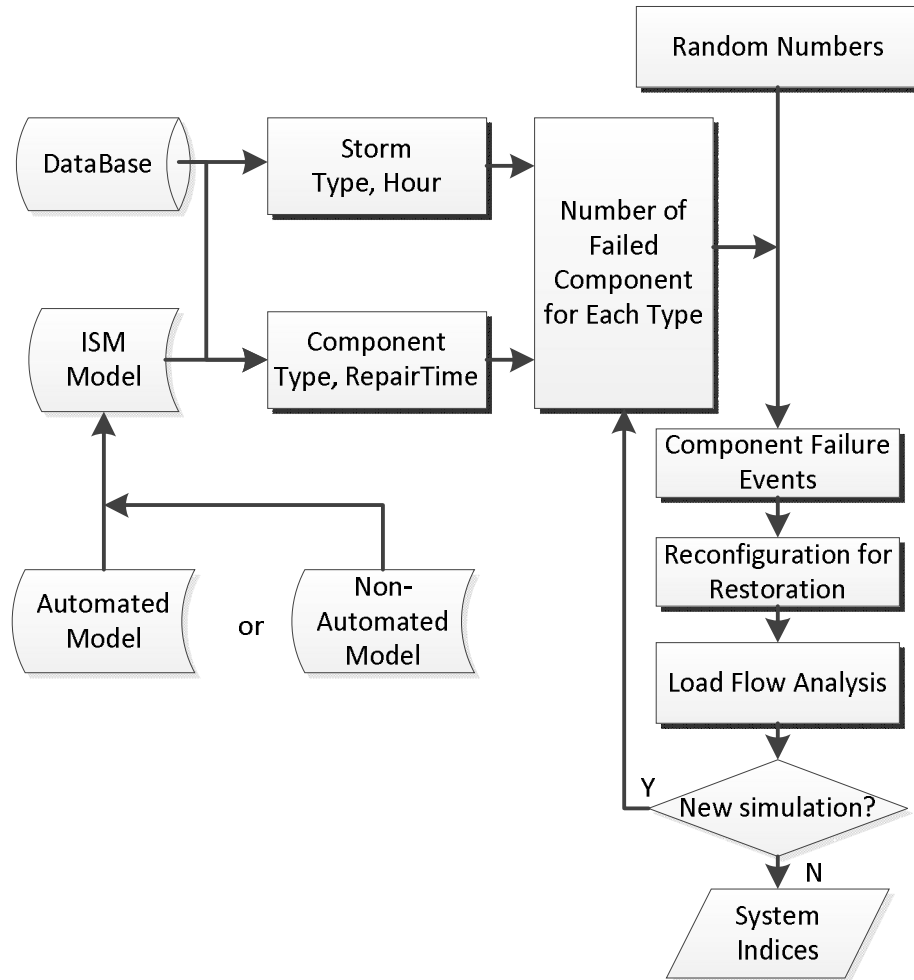 Random Numbers
DataBase
Storm
Type, Hour
Number of
Failed
Component
for Each Type
ISM
Model
Component
Type, RepairTime
Component Failure
Events
Reconfiguration for
Restoration
Automated
Model
or
Non-
Automated
Model
Load Flow Analysis
Y
New simulation?
N
System
Indices